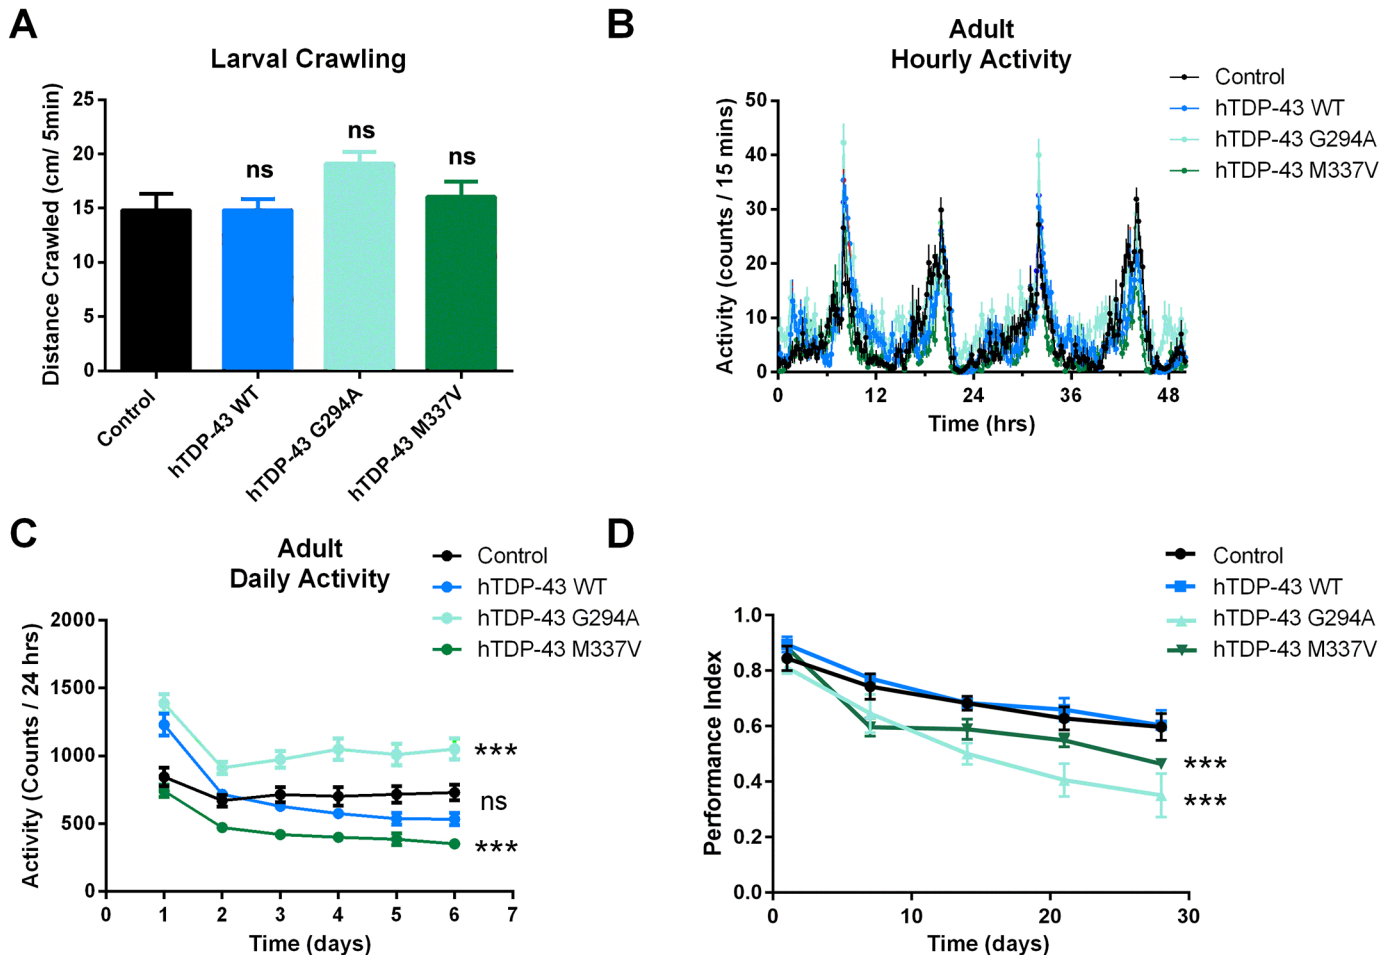 A
Larval Crawling
Distance Crawled (cm/ 5min)
25
20
15
10
5
0
ns
ns
ns
Control
hTDP-43 WT
hTDP-43 G294A
hTDP-43 M337V
B
Adult
Hourly Activity
Control
hTDP-43 WT
hTDP-43 G294A
hTDP-43 M337V
Activity (counts / 15 mins)
50
40
30
20
10
0
0 12 24 36 48
Time (hrs)
C
Adult
Daily Activity
Control
hTDP-43 WT
hTDP-43 G294A
hTDP-43 M337V
Activity (Counts / 24 hrs)
2000
1500
1000
500
0
***
ns
***
0 1 2 3 4 5 6 7
Time (days)
D
Control
hTDP-43 WT
hTDP-43 G294A
hTDP-43 M337V
Performance Index
1.0
0.8
0.6
0.4
0.2
0.0
***
***
0 10 20 30
Time (days)